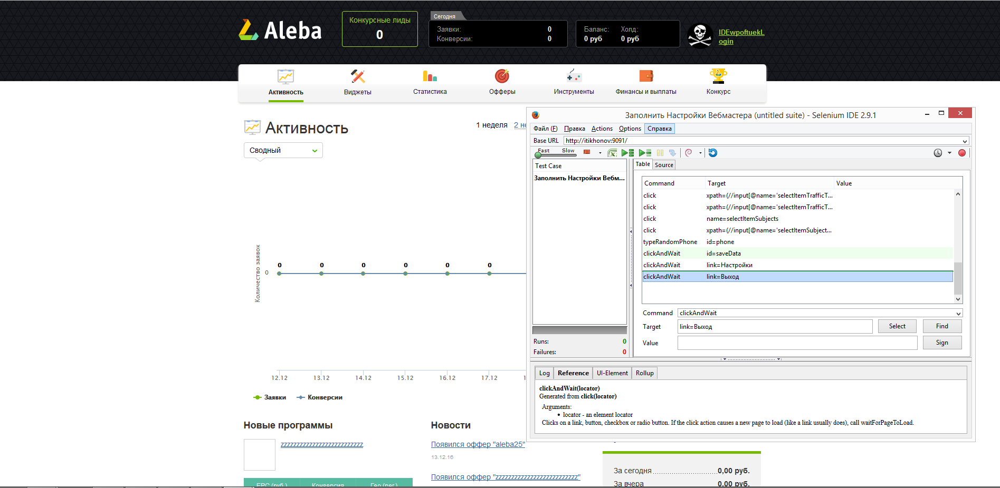 Aleba
Конкурсные лиды
0
Сегодня
Заявки: 0
Конверсии: 0
Баланс: Холд:
0 руб 0 руб
IDEwpoftuekL
ogin
Активность
Виджеты
Статистика
Офферы
Инструменты
Финансы и выплаты
Конкурс
Активность
1 неделя 2 не
Сводный
Количество заявок
0
0 0 0 0 0 0
12.12 13.12 14.12 15.12 16.12 17.12 1
Заявки Конверсии
Новые программы
zzzzzzzzzzzzzzzzzzzzzzzzzz
EPC (руб.) Конверсия Гео (рег.)
Новости
Появился оффер "aleba25"
13.12.16
Появился оффер "zzzzzzzzzzzzzzzzzzzzzzzzzz"
За сегодня 0,00 руб.
За вчера 0,00 руб.
Заполнить Настройки Вебмастера (untitled suite) - Selenium IDE 2.9.1
Файл (F) Правка Actions Options Справка
Base URL http://itikhonov:9091/
Fast Slow
Test Case
Заполнить Настройки Вебм...
Runs: 0
Failures: 0
Table Source
Command Target Value
click xpath=(//input[@name='selectItemTrafficT...
click xpath=(//input[@name='selectItemTrafficT...
click name=selectItemSubjects
click xpath=(//input[@name='selectItemSubject...
typeRandomPhone id=phone
clickAndWait id=saveData
clickAndWait link=Настройки
clickAndWait link=Выход
Command clickAndWait
Target link=Выход Select Find
Value Sign
Log Reference UI-Element Rollup
clickAndWait(locator)
Generated from click(locator)
Arguments:
• locator - an element locator
Clicks on a link, button, checkbox or radio button. If the click action causes a new page to load (like a link usually does), call waitForPageToLoad.